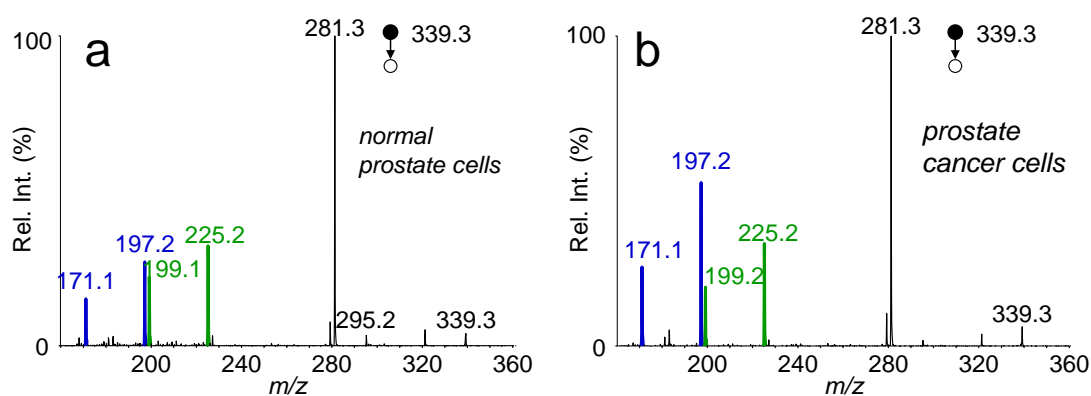 a
100
Rel. Int. (%)
0
281.3
339.3
normal
prostate cells
171.1
197.2
199.1
225.2
295.2
339.3
200
240
280
320
360
m/z
b
100
Rel. Int. (%)
0
281.3
339.3
prostate
cancer cells
171.1
197.2
199.2
225.2
339.3
200
240
280
320
360
m/z